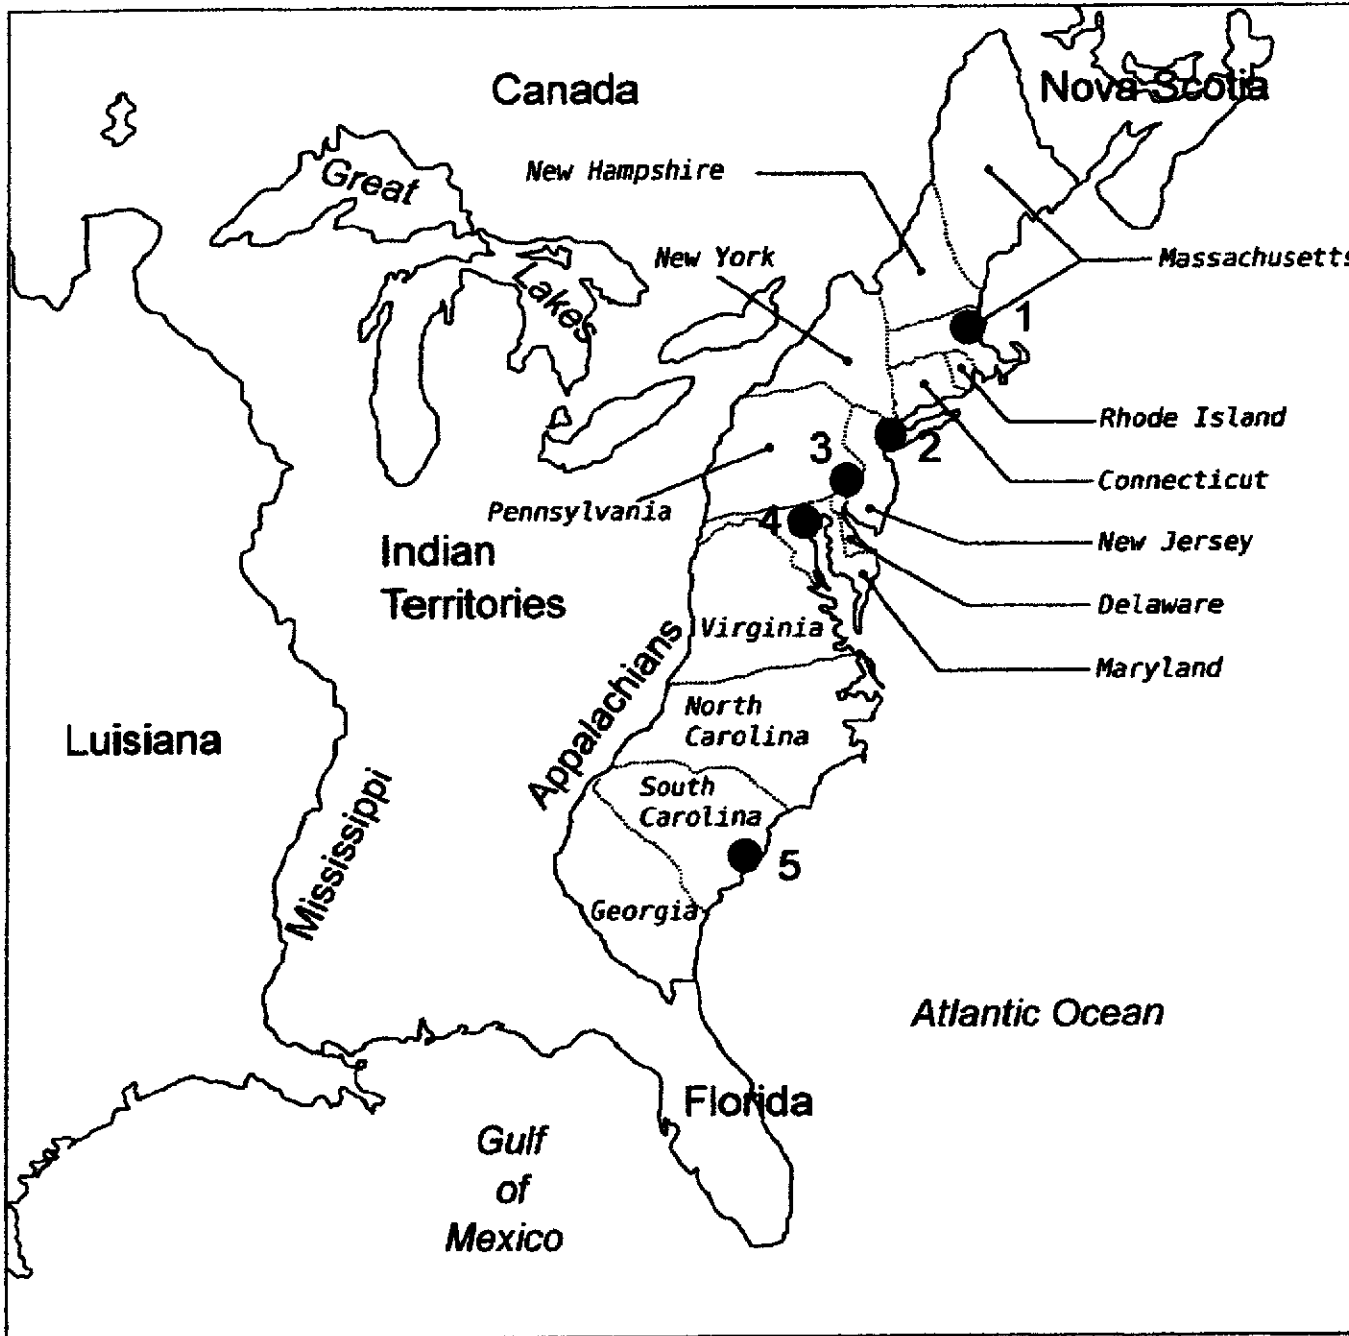 Canada
Nova Scotia
Great
Lakes
New Hampshire
New York
Massachusetts
1
Rhode Island
2
3
Connecticut
Pennsylvania
4
New Jersey
Indian
Territories
Delaware
Virginia
Maryland
Appalachians
North
Carolina
Luisiana
Mississippi
South
Carolina
5
Georgia
Atlantic Ocean
Florida
Gulf
of
Mexico